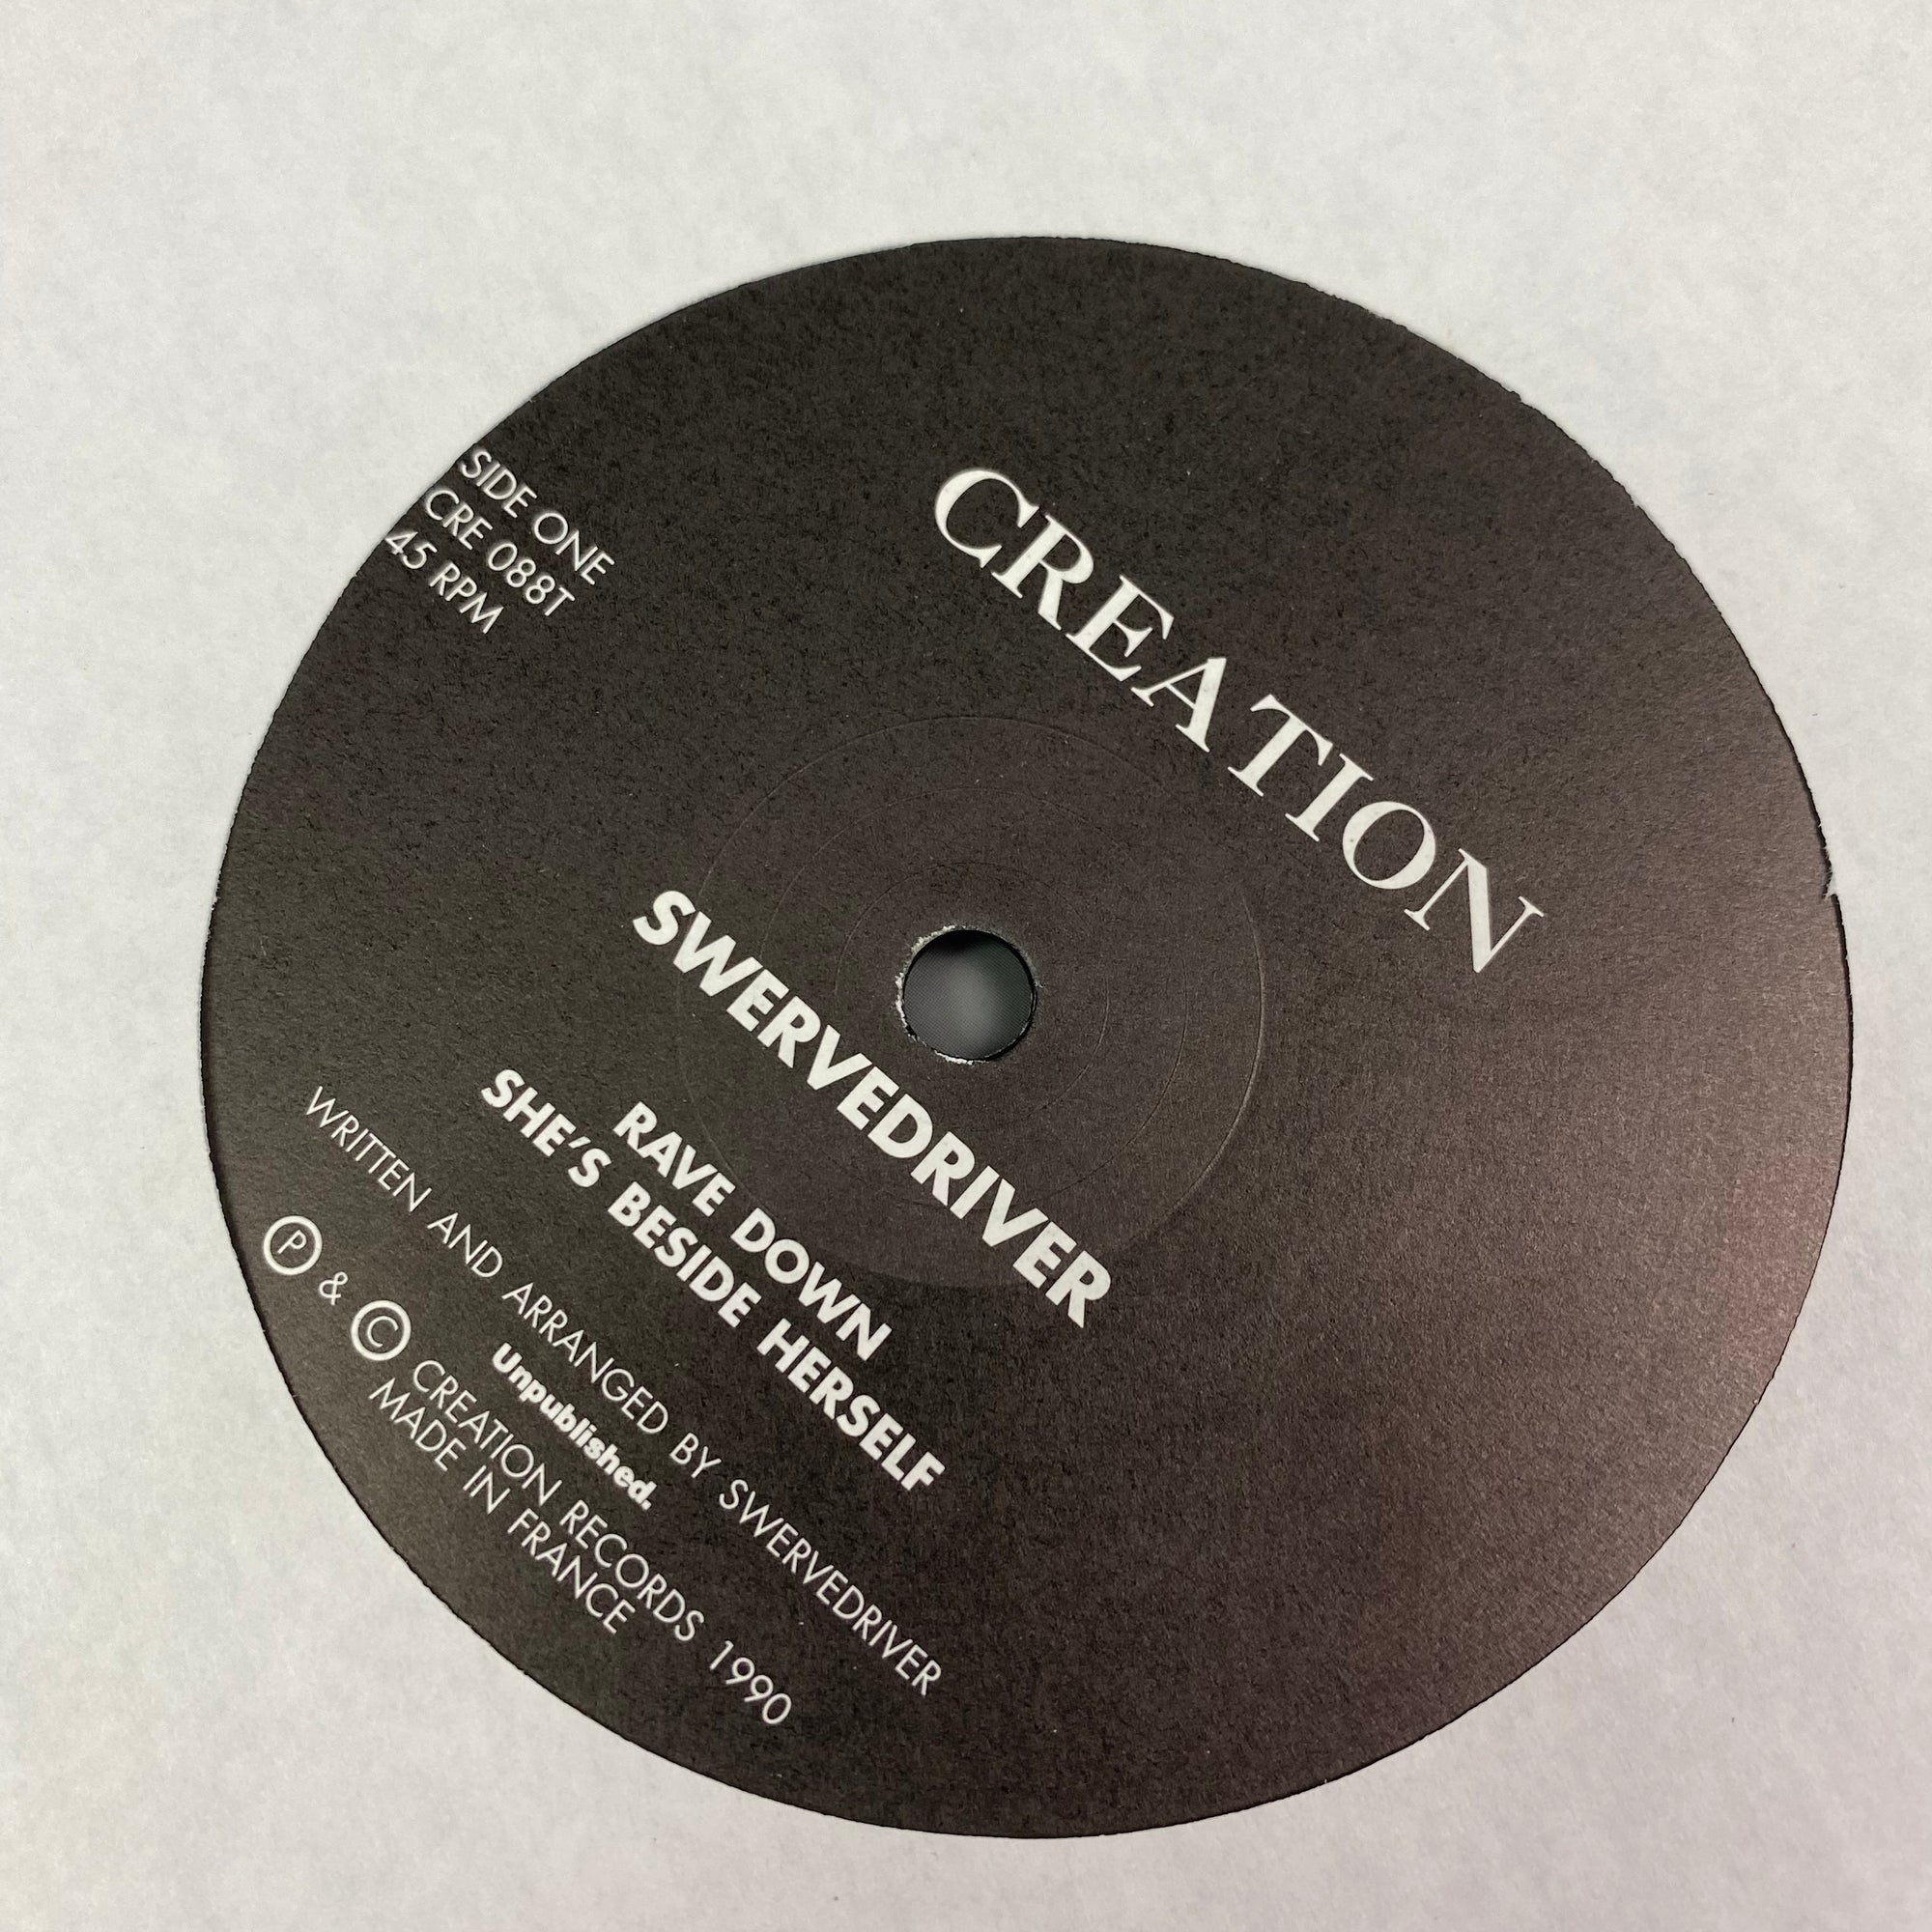 CREATION
SIDE ONE
CRE 088T
45 RPM
SWERVEDRIVER
RAVE DOWN
SHE'S BESIDE HERSELF
WRITTEN AND ARRANGED BY SWERVEDRIVER
Unpublished.
Ⓟ & © CREATION RECORDS 1990
MADE IN FRANCE